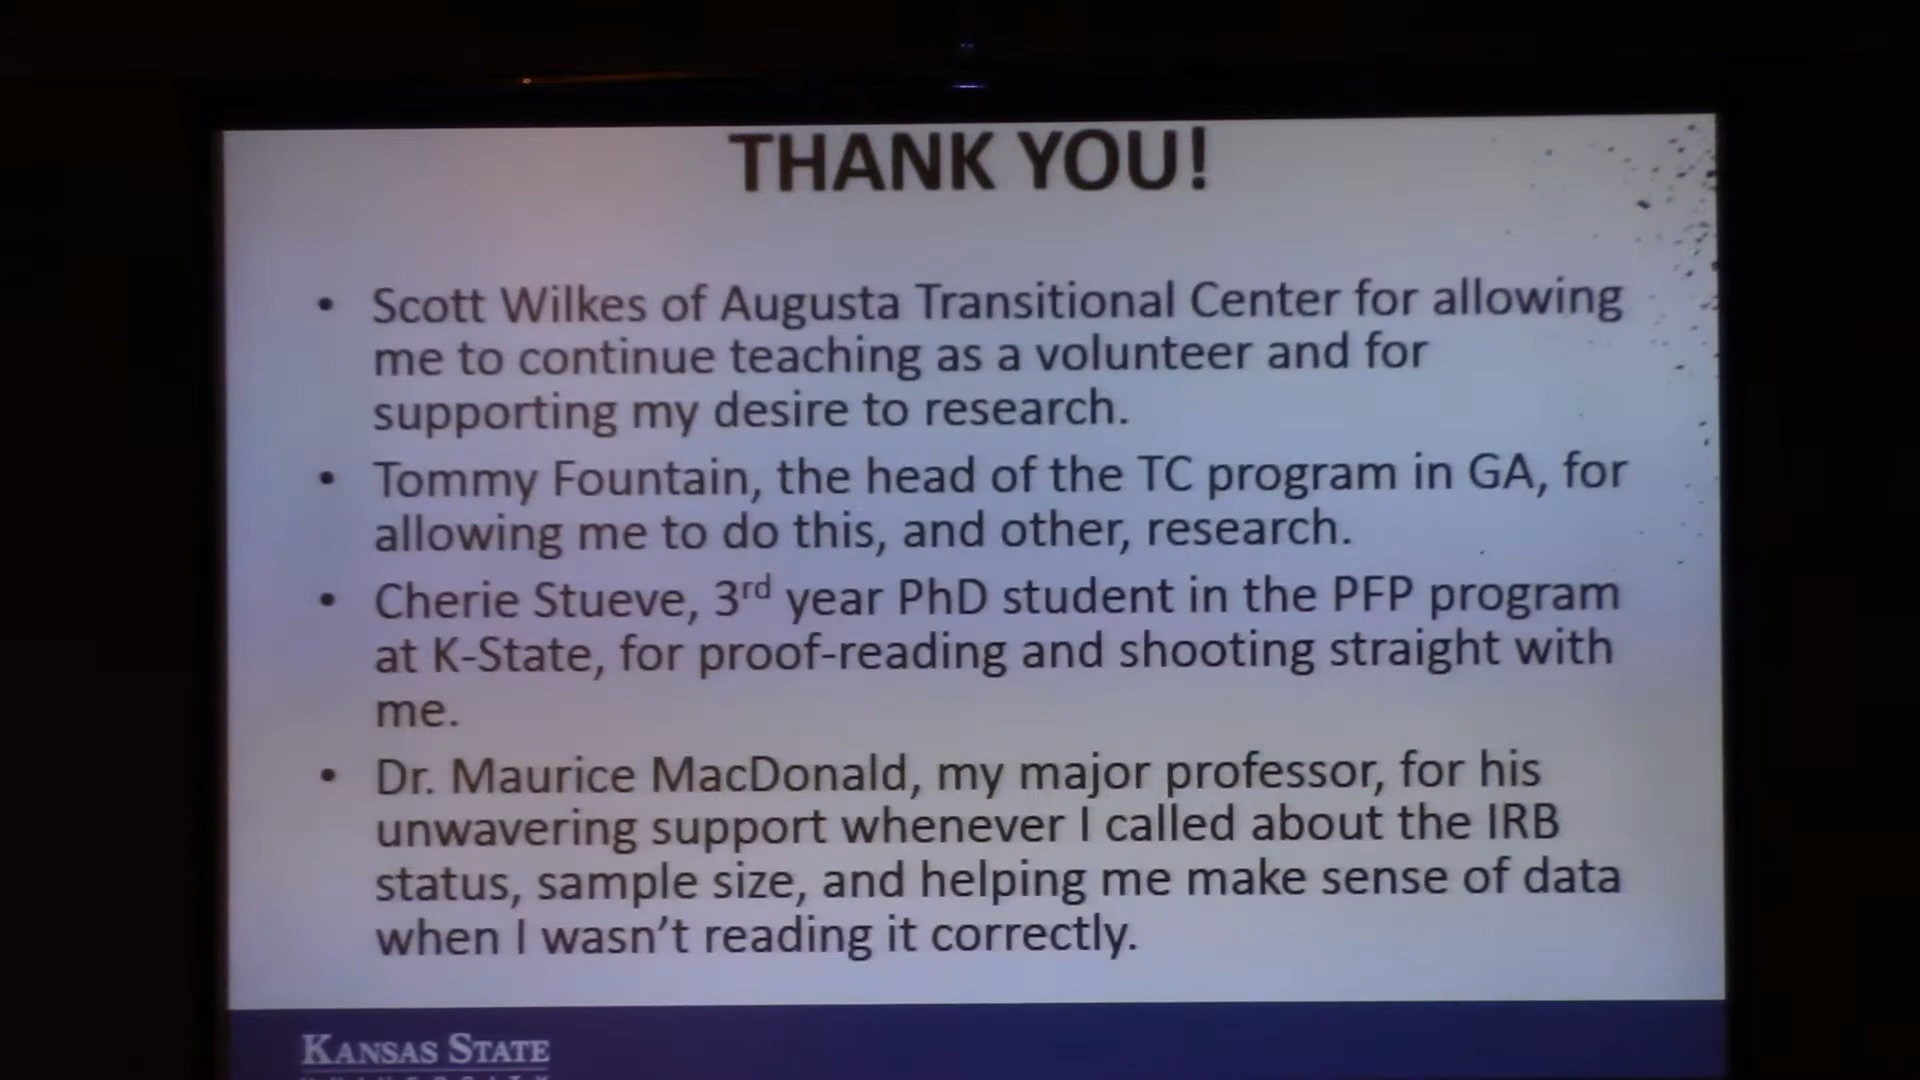 THANK YOU!
• Scott Wilkes of Augusta Transitional Center for allowing
me to continue teaching as a volunteer and for
supporting my desire to research.
• Tommy Fountain, the head of the TC program in GA, for
allowing me to do this, and other, research.
• Cherie Stueve, 3rd year PhD student in the PFP program
at K-State, for proof-reading and shooting straight with
me.
• Dr. Maurice MacDonald, my major professor, for his
unwavering support whenever I called about the IRB
status, sample size, and helping me make sense of data
when I wasn't reading it correctly.
KANSAS STATE